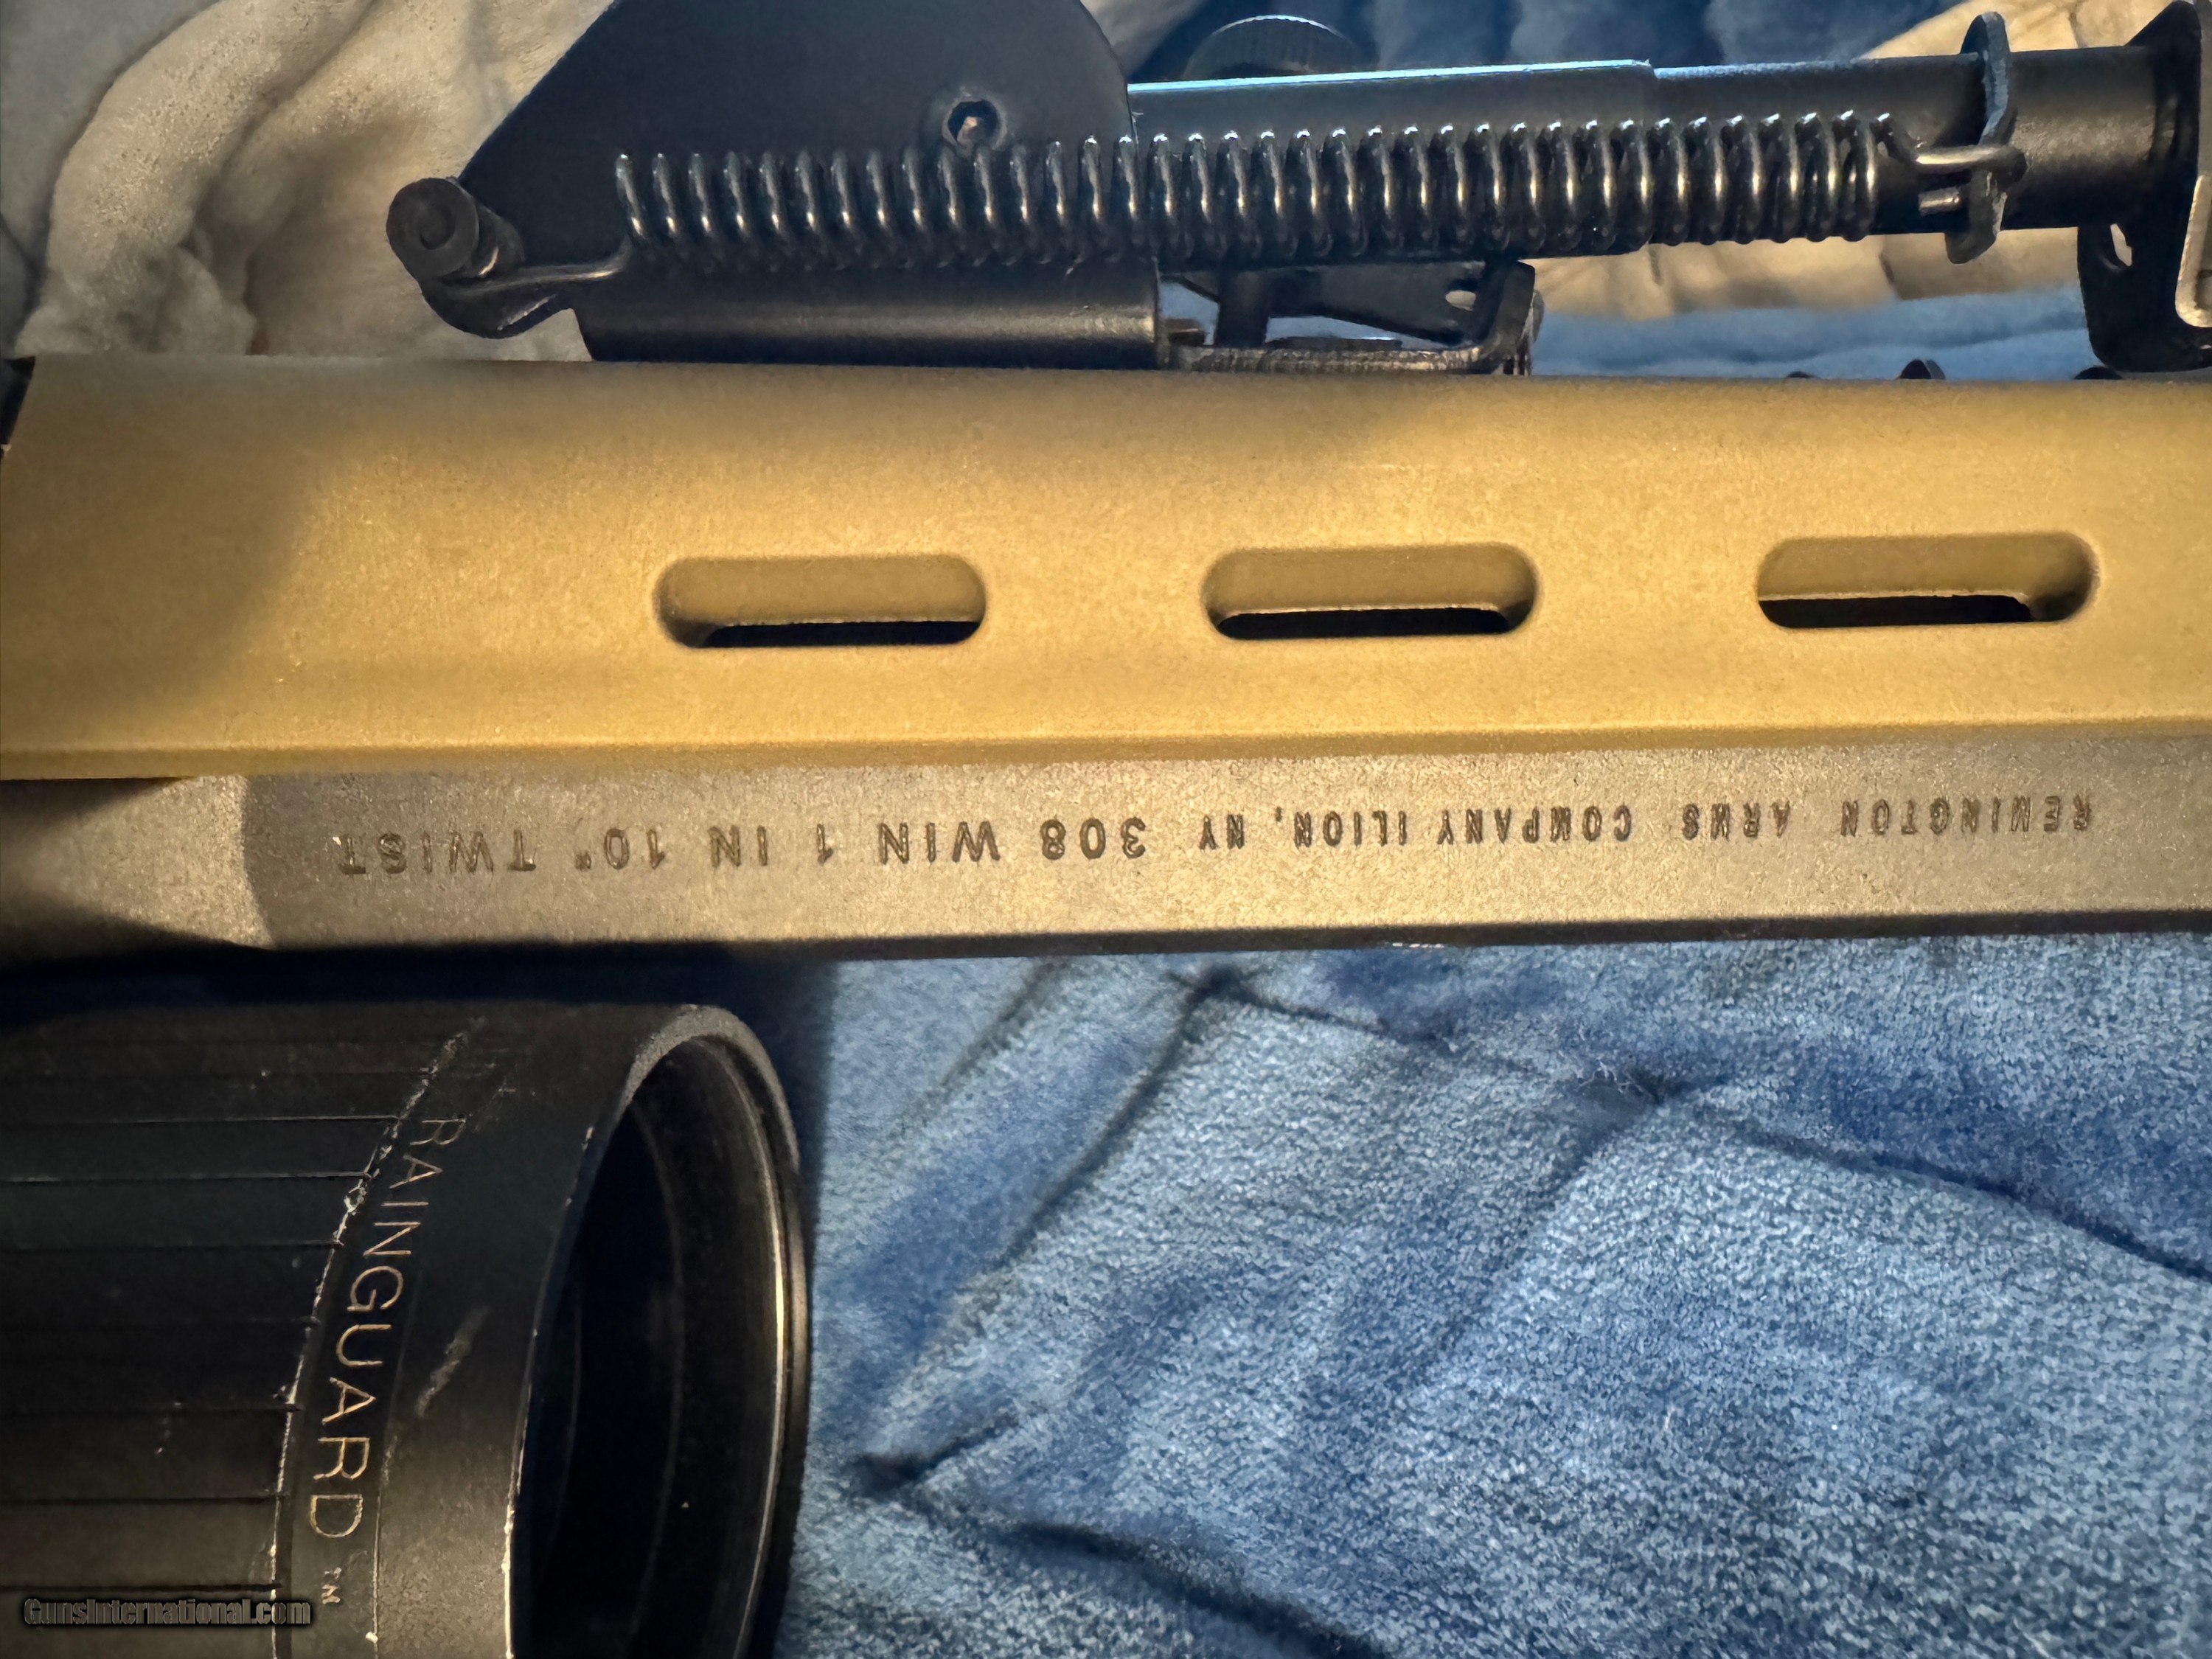 REMINGTON ARMS COMPANY ILION, NY 308 WIN 1 IN 10" TWIST
RAINGUARD™
GunsInternational.com